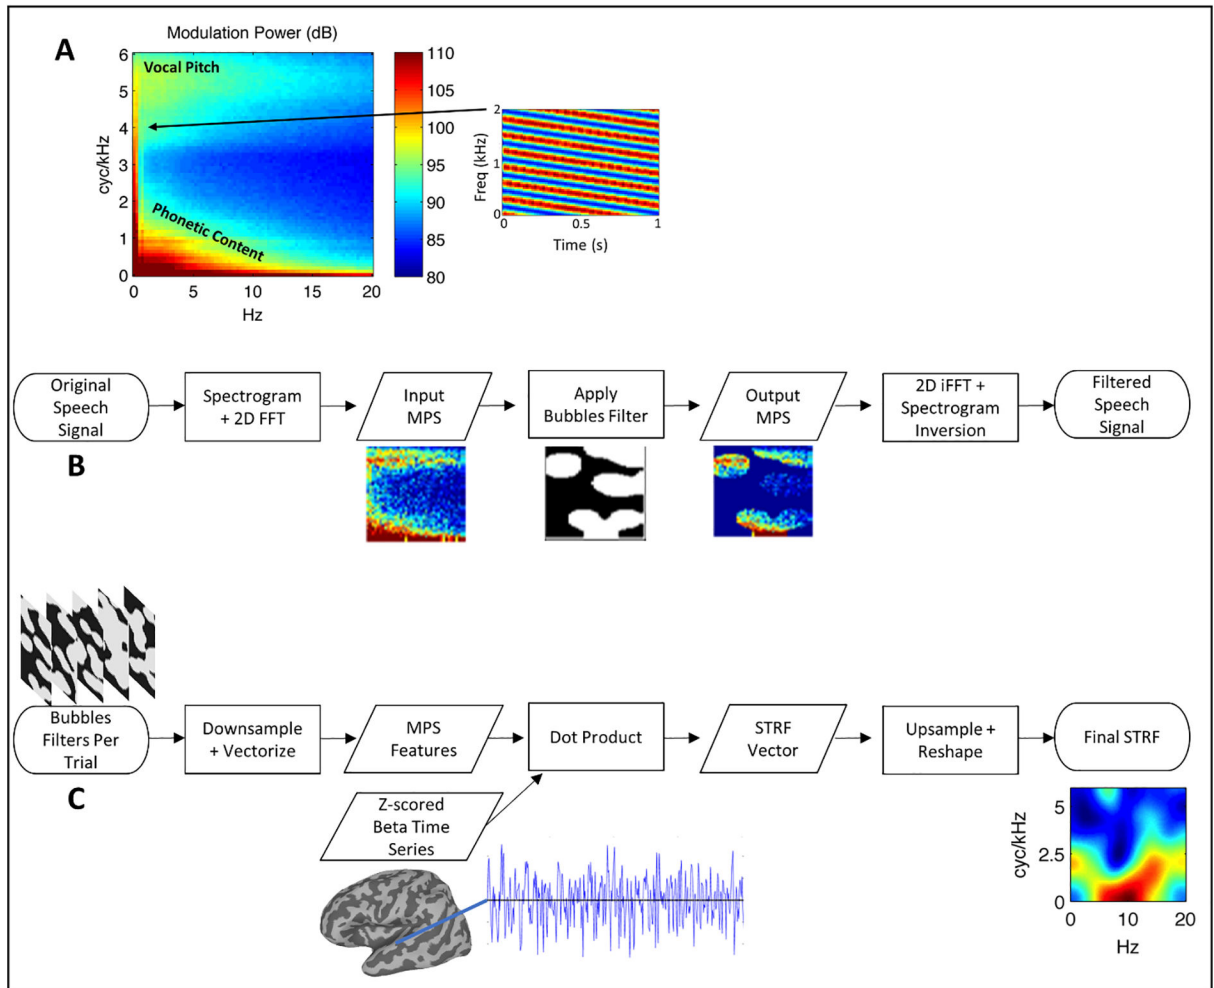 A
Modulation Power (dB)
Vocal Pitch
Phonetic Content
6
5
4
3
2
1
0
cyc/kHz
0 5 10 15 20
Hz
110
105
100
95
90
85
80
2
1
0
Freq (kHz)
0 0.5 1
Time (s)
Original
Speech
Signal
Spectrogram
+ 2D FFT
Input
MPS
Apply
Bubbles Filter
Output
MPS
2D iFFT +
Spectrogram
Inversion
Filtered
Speech
Signal
B
Bubbles
Filters Per
Trial
Downsample
+ Vectorize
MPS
Features
Dot Product
STRF
Vector
Upsample +
Reshape
Final STRF
C
Z-scored
Beta Time
Series
5
2.5
0
cyc/kHz
0 10 20
Hz